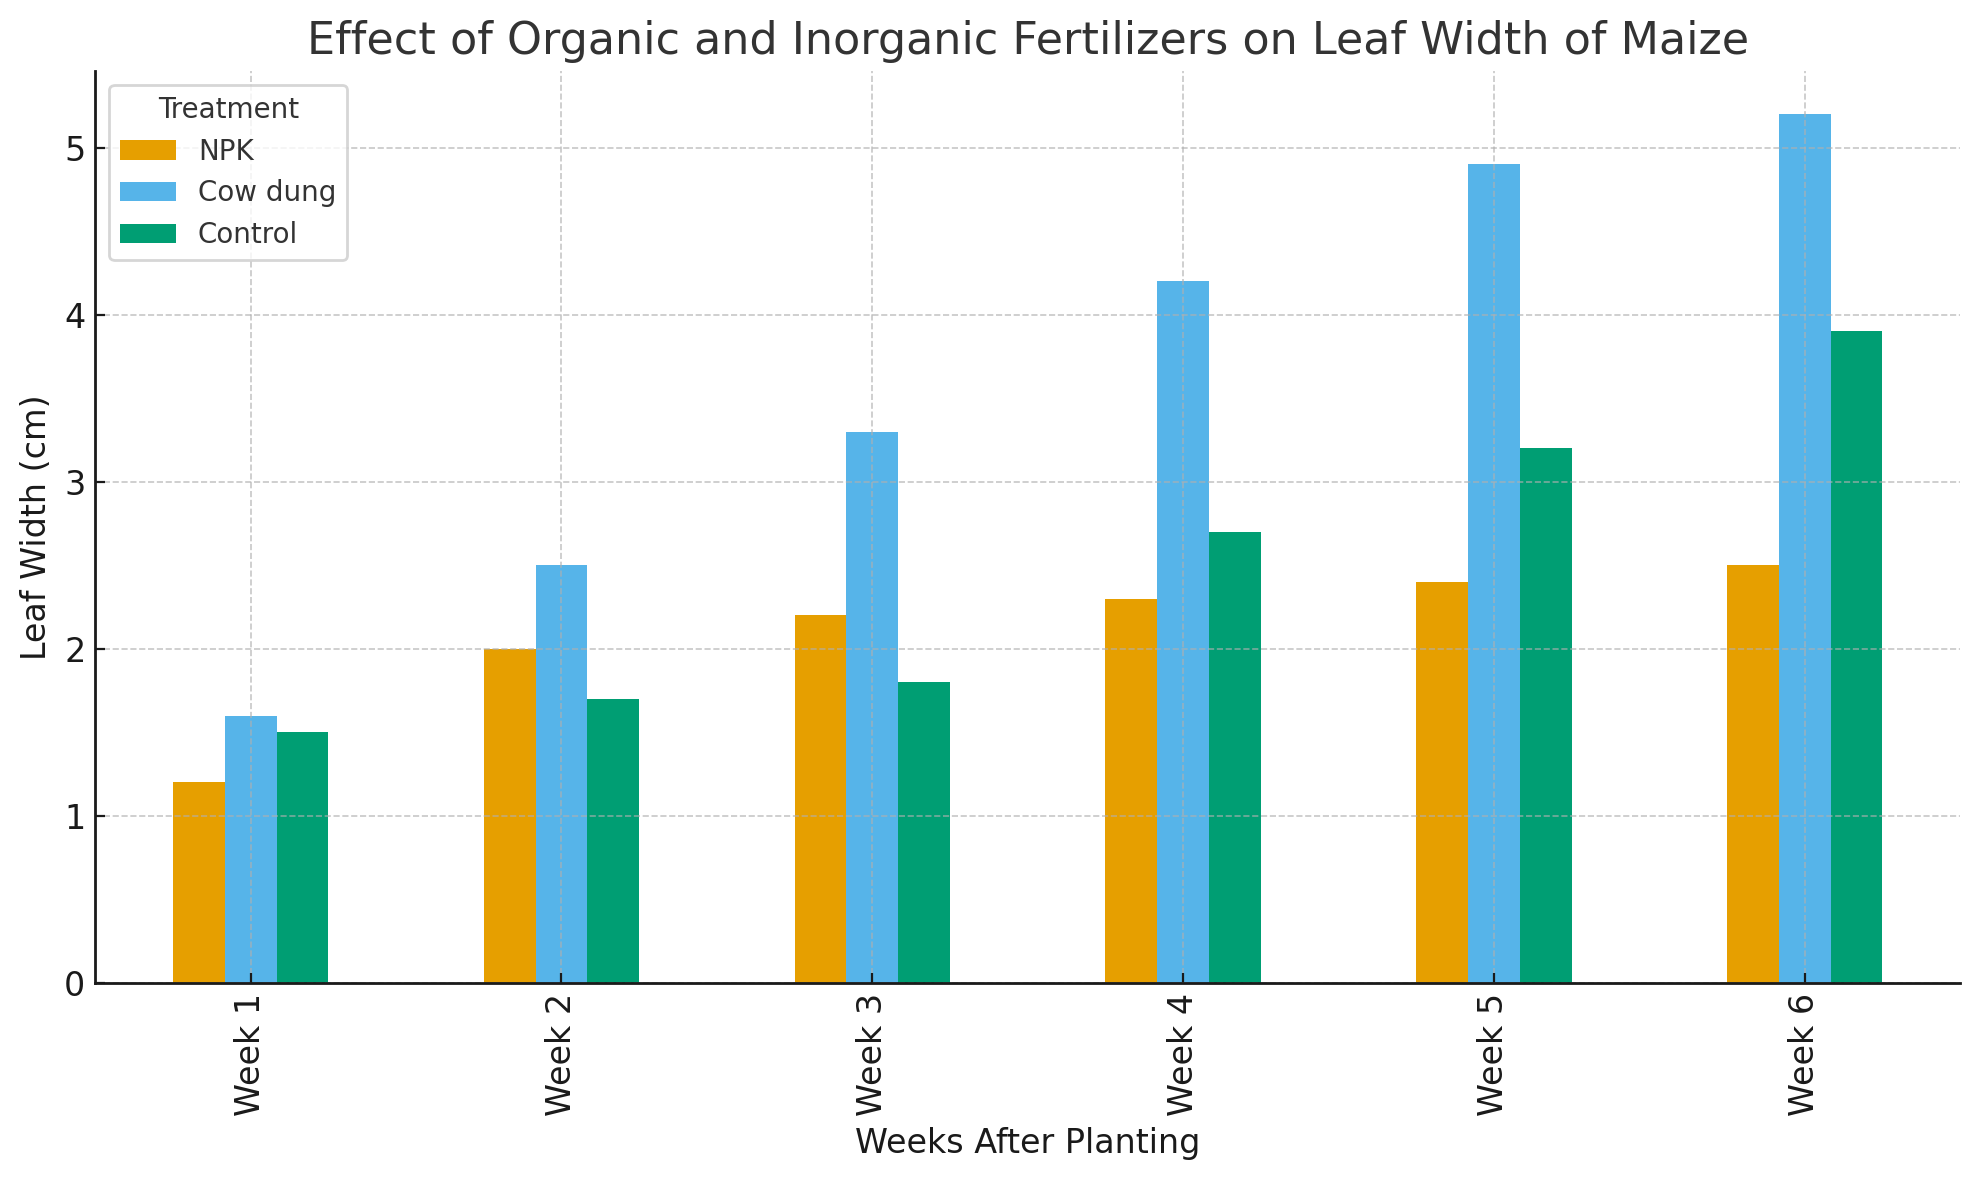 Effect of Organic and Inorganic Fertilizers on Leaf Width of Maize
Treatment
NPK
Cow dung
Control
Leaf Width (cm)
5
4
3
2
1
0
Week 1
Week 2
Week 3
Week 4
Week 5
Week 6
Weeks After Planting